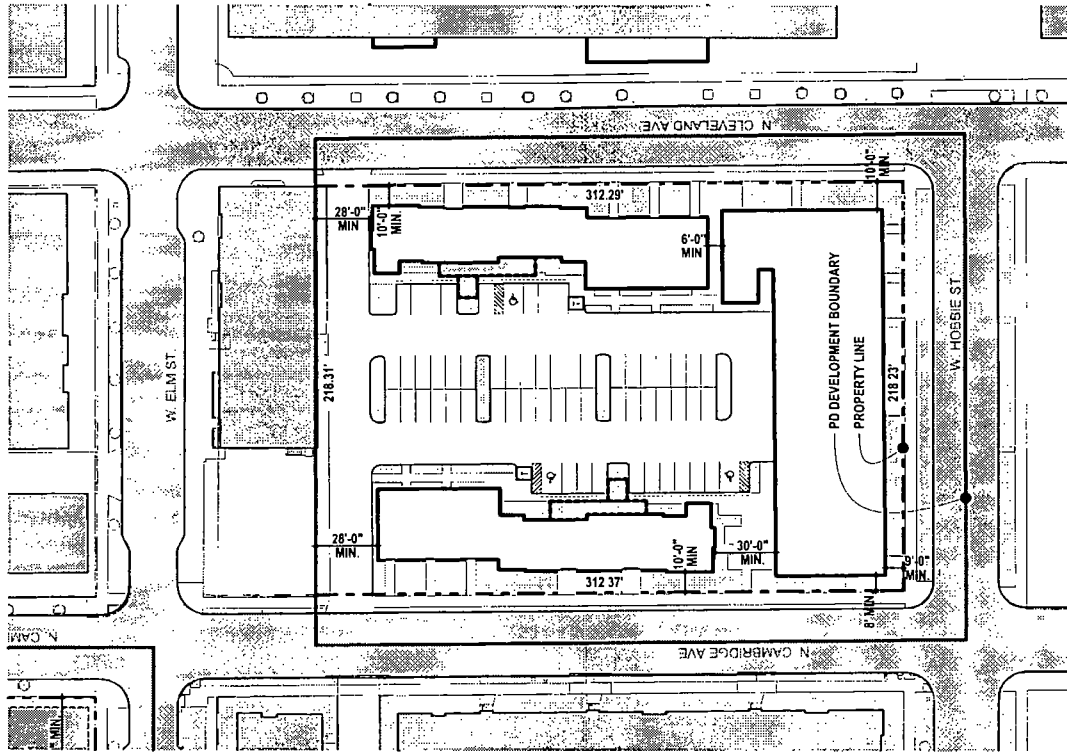 N. CLEVELAND AVE
312.29'
10'-0"
MIN.
28'-0"
MIN
10'-0"
MIN.
6'-0"
MIN
W. ELM ST.
218.31'
PD DEVELOPMENT BOUNDARY
PROPERTY LINE
218 23'
W. HOBBIE ST.
T
T
28'-0"
MIN.
10'-0"
MIN
30'-0"
MIN.
9'-0"
MIN.
8' MIN
312 37'
N. CAM
N. CAMBRIDGE AVE
MIN.